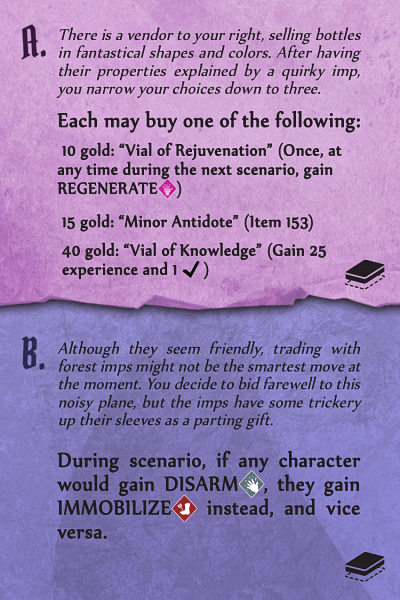 A.
There is a vendor to your right, selling bottles
in fantastical shapes and colors. After having
their properties explained by a quirky imp,
you narrow your choices down to three.
Each may buy one of the following:
10 gold: “Vial of Rejuvenation” (Once, at
any time during the next scenario, gain
REGENERATE)
15 gold: “Minor Antidote” (Item 153)
40 gold: “Vial of Knowledge” (Gain 25
experience and 1 ✓)
B.
Although they seem friendly, trading with
forest imps might not be the smartest move at
the moment. You decide to bid farewell to this
noisy plane, but the imps have some trickery
up their sleeves as a parting gift.
During scenario, if any character
would gain DISARM, they gain
IMMOBILIZE instead, and vice
versa.